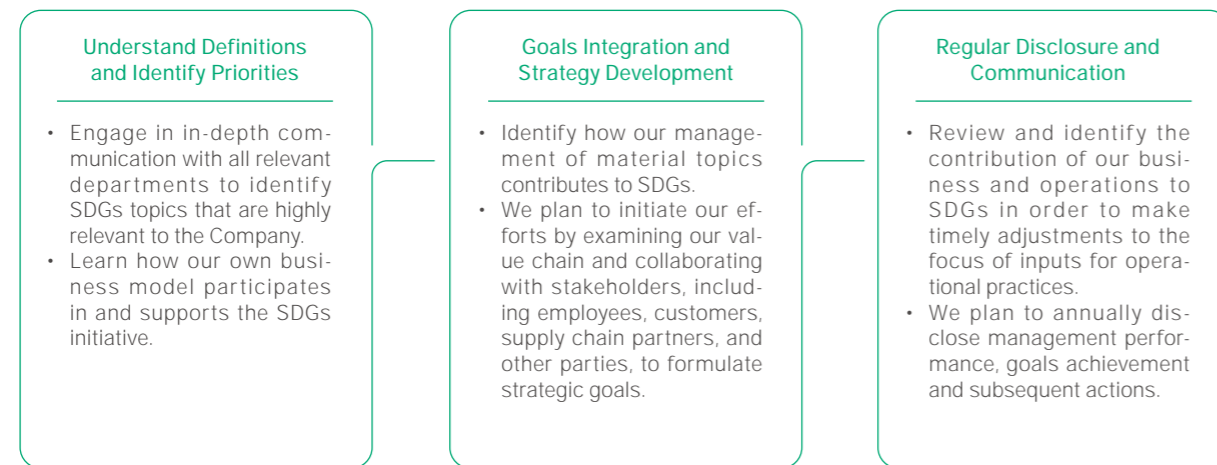 Understand Definitions
and Identify Priorities
• Engage in in-depth com-
munication with all relevant
departments to identify
SDGs topics that are highly
relevant to the Company.
• Learn how our own busi-
ness model participates
in and supports the SDGs
initiative.
Goals Integration and
Strategy Development
• Identify how our manage-
ment of material topics
contributes to SDGs.
• We plan to initiate our ef-
forts by examining our val-
ue chain and collaborating
with stakeholders, includ-
ing employees, customers,
supply chain partners, and
other parties, to formulate
strategic goals.
Regular Disclosure and
Communication
• Review and identify the
contribution of our busi-
ness and operations to
SDGs in order to make
timely adjustments to the
focus of inputs for opera-
tional practices.
• We plan to annually dis-
close management perfor-
mance, goals achievement
and subsequent actions.